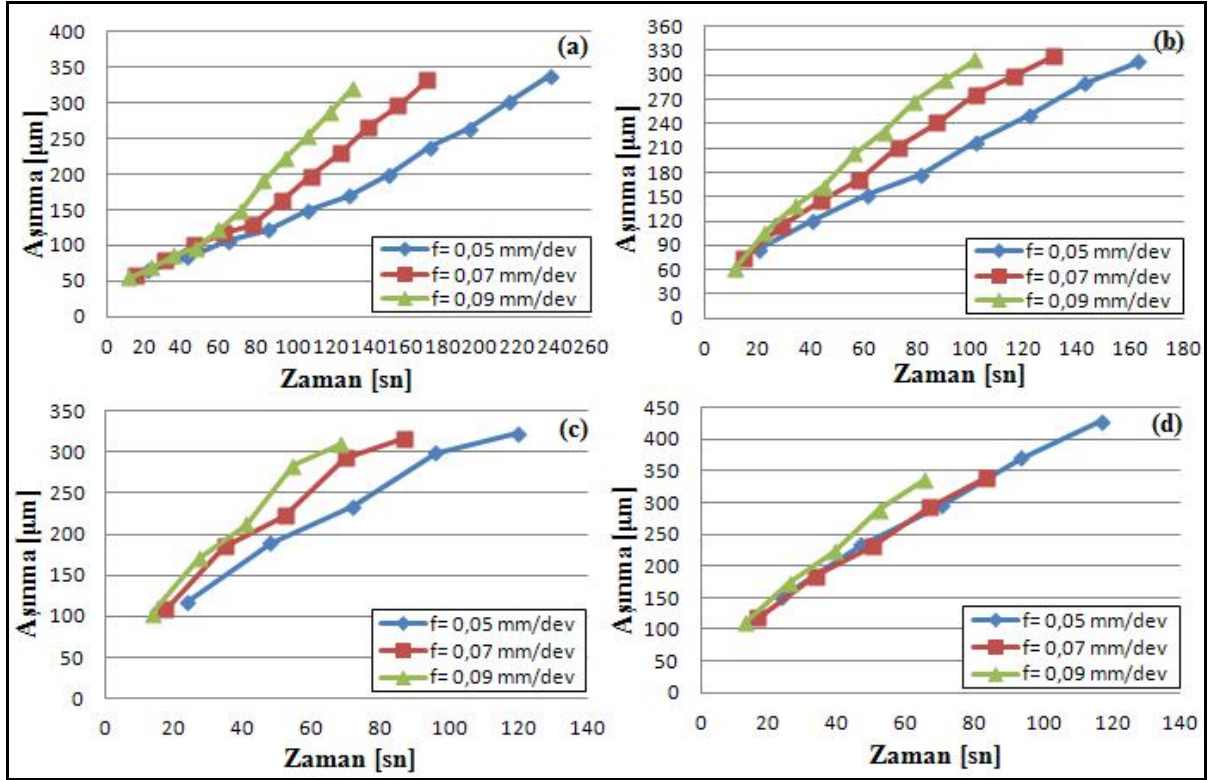 (a)
Aşınma [µm]
400
350
300
250
200
150
100
50
0
0 20 40 60 80 100 120 140 160 180 200 220 240 260
Zaman [sn]
f= 0,05 mm/dev
f= 0,07 mm/dev
f= 0,09 mm/dev
(b)
Aşınma [µm]
360
330
300
270
240
210
180
150
120
90
60
30
0
0 20 40 60 80 100 120 140 160 180
Zaman [sn]
f= 0,05 mm/dev
f= 0,07 mm/dev
f= 0,09 mm/dev
(c)
Aşınma [µm]
350
300
250
200
150
100
50
0
0 20 40 60 80 100 120 140
Zaman [sn]
f= 0,05 mm/dev
f= 0,07 mm/dev
f= 0,09 mm/dev
(d)
Aşınma [µm]
450
400
350
300
250
200
150
100
50
0
0 20 40 60 80 100 120 140
Zaman [sn]
f= 0,05 mm/dev
f= 0,07 mm/dev
f= 0,09 mm/dev